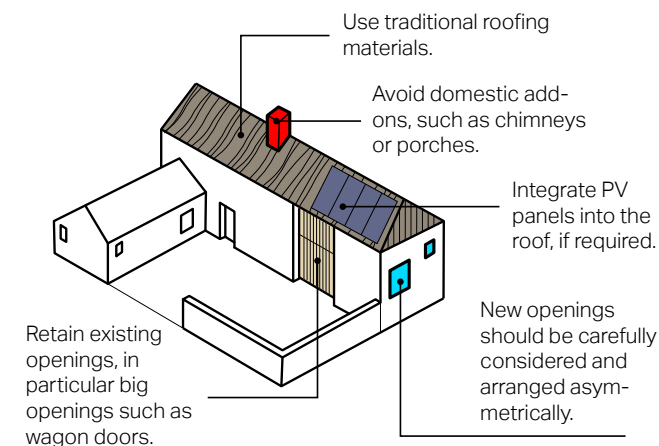 Use traditional roofing
materials.
Avoid domestic add-
ons, such as chimneys
or porches.
Integrate PV
panels into the
roof, if required.
New openings
should be carefully
considered and
arranged asym-
metrically.
Retain existing
openings, in
particular big
openings such as
wagon doors.